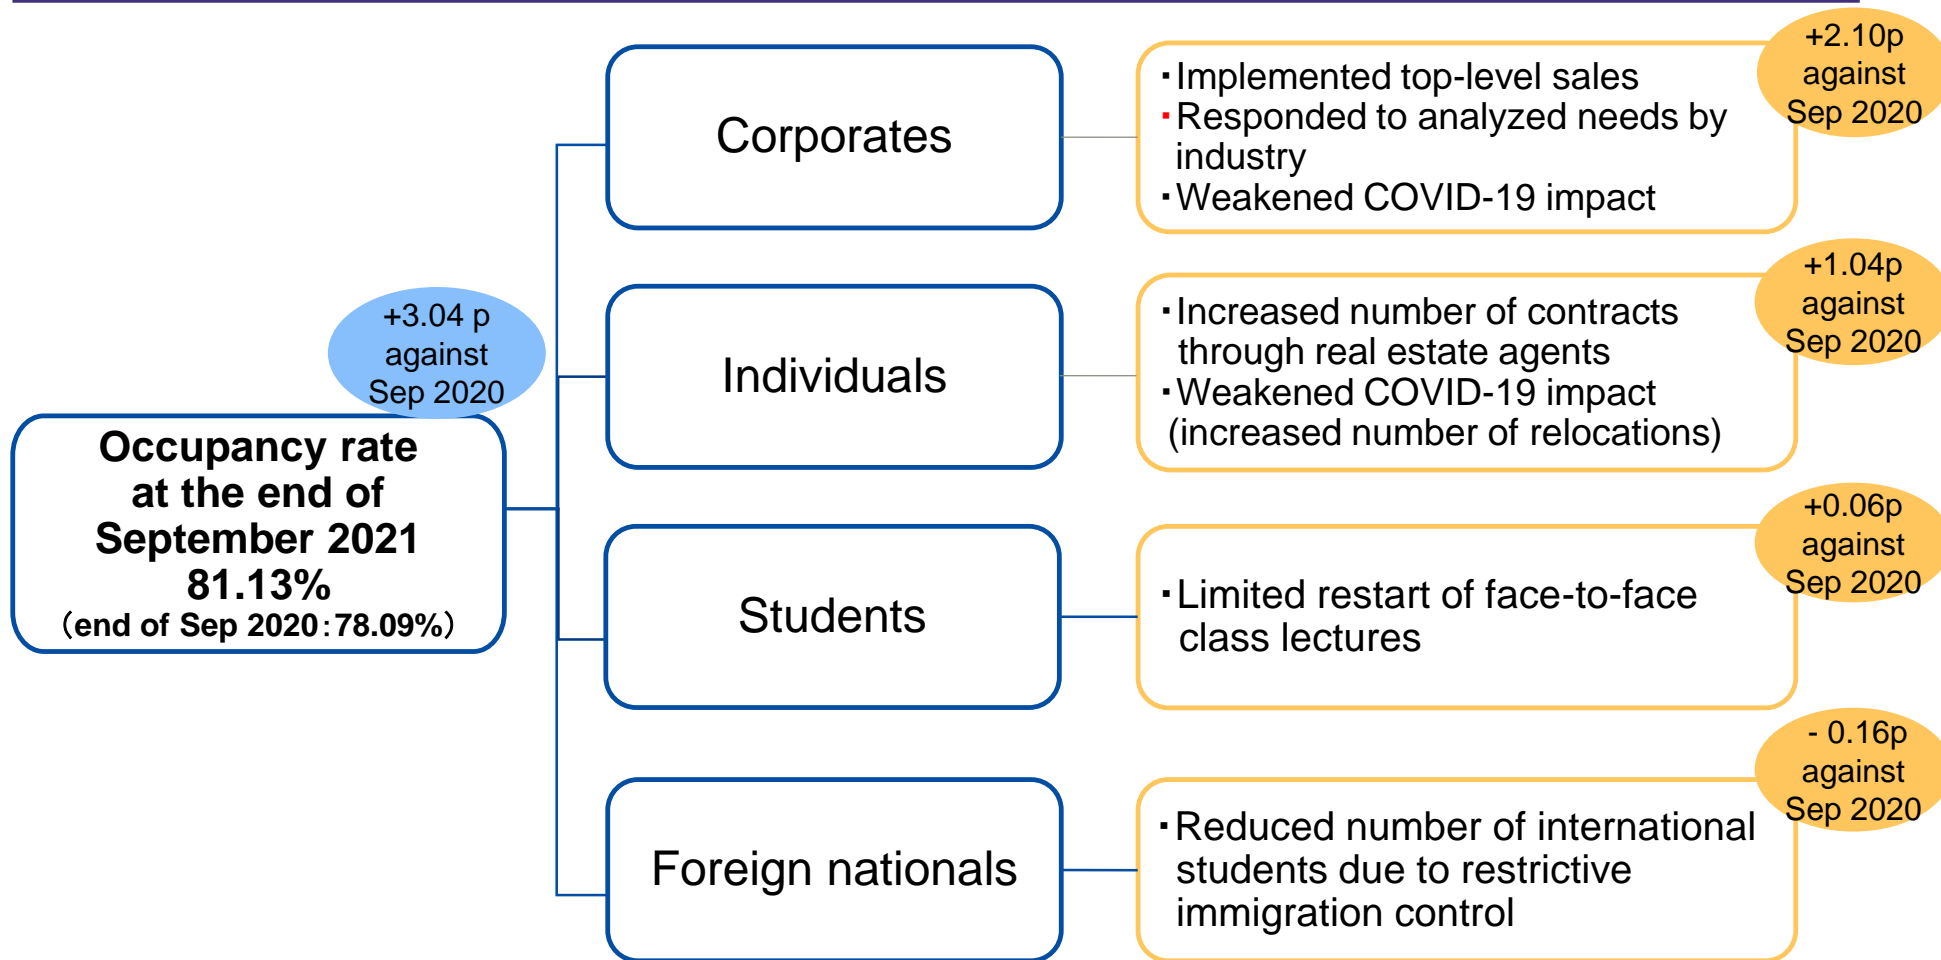 +3.04 p
against
Sep 2020
Occupancy rate
at the end of
September 2021
81.13%
（end of Sep 2020：78.09%）
Corporates
+2.10p
against
Sep 2020
･Implemented top-level sales
･Responded to analyzed needs by
industry
･Weakened COVID-19 impact
Individuals
+1.04p
against
Sep 2020
･Increased number of contracts
through real estate agents
･Weakened COVID-19 impact
(increased number of relocations)
Students
+0.06p
against
Sep 2020
･Limited restart of face-to-face
class lectures
Foreign nationals
- 0.16p
against
Sep 2020
･Reduced number of international
students due to restrictive
immigration control